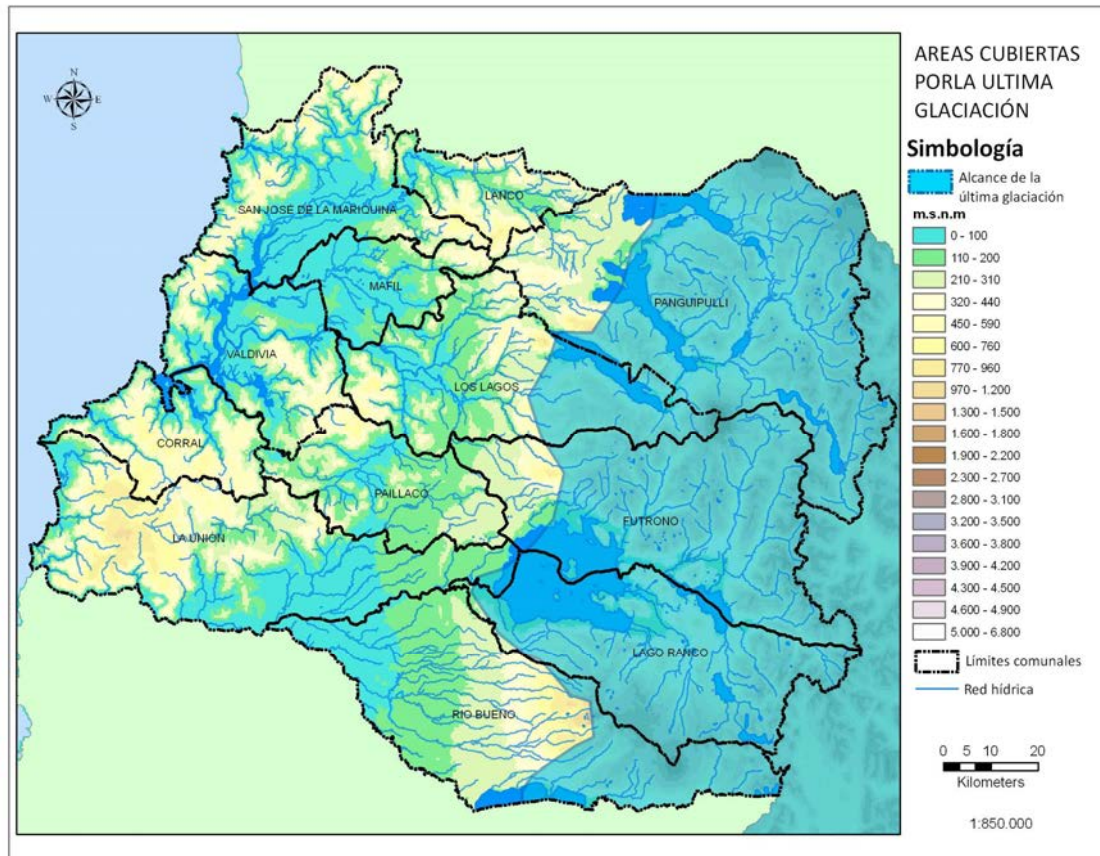 AREAS CUBIERTAS
PORLA ULTIMA
GLACIACIÓN
Simbología
Alcance de la
última glaciación
m.s.n.m
0 - 100
110 - 200
210 - 310
320 - 440
450 - 590
600 - 760
770 - 960
970 - 1.200
1.300 - 1.500
1.600 - 1.800
1.900 - 2.200
2.300 - 2.700
2.800 - 3.100
3.200 - 3.500
3.600 - 3.800
3.900 - 4.200
4.300 - 4.500
4.600 - 4.900
5.000 - 6.800
Límites comunales
Red hídrica
0 5 10 20
Kilometers
1:850.000
N
W E
S
LANCO
SAN JOSÉ DE LA MARIQUINA
MAFIL
PANGUIPULLI
VALDIVIA
LOS LAGOS
CORRAL
PAILLACO
FUTRONO
LA UNION
LAGO RANCO
RIO BUENO